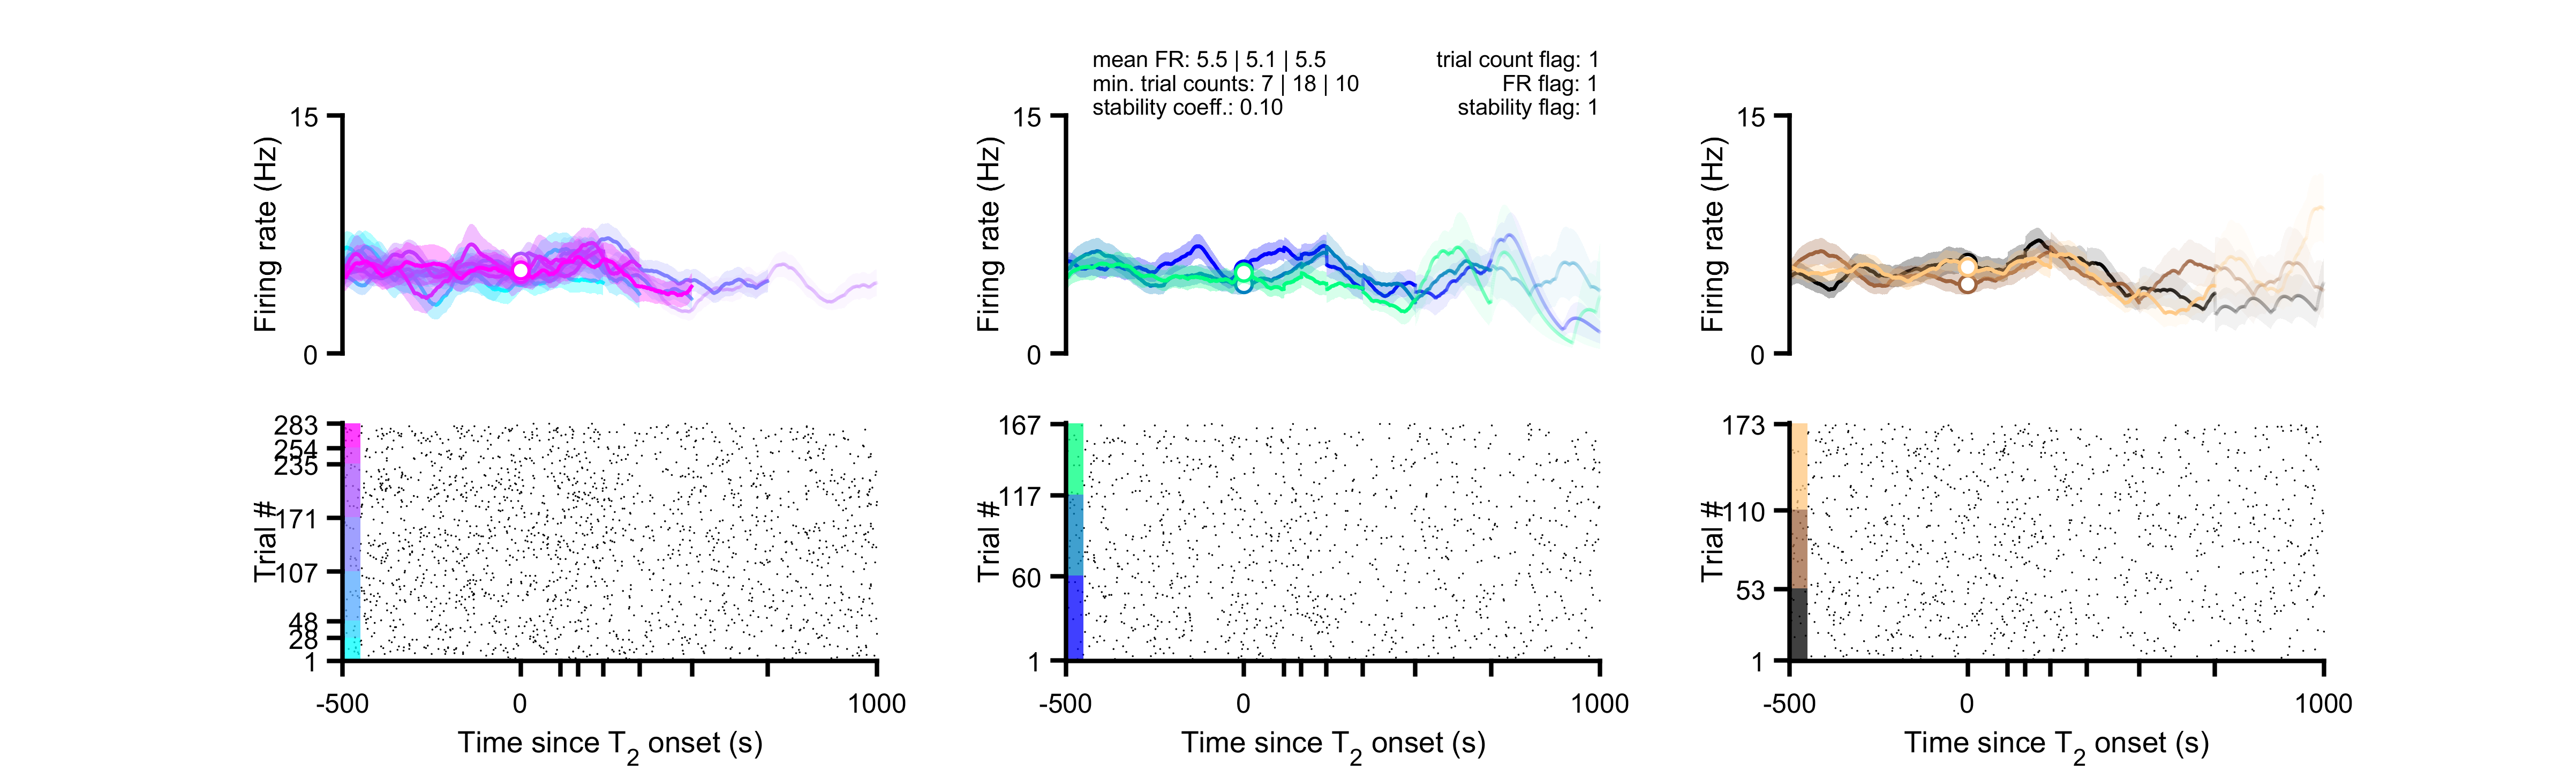 mean FR: 5.5 | 5.1 | 5.5
min. trial counts: 7 | 18 | 10
stability coeff.: 0.10
trial count flag: 1
FR flag: 1
stability flag: 1
15
Firing rate (Hz)
0
15
Firing rate (Hz)
0
15
Firing rate (Hz)
0
283
254
235
171
107
48
28
1
Trial #
-500
0
1000
Time since T2 onset (s)
167
117
60
1
Trial #
-500
0
1000
Time since T2 onset (s)
173
110
53
1
Trial #
-500
0
1000
Time since T2 onset (s)